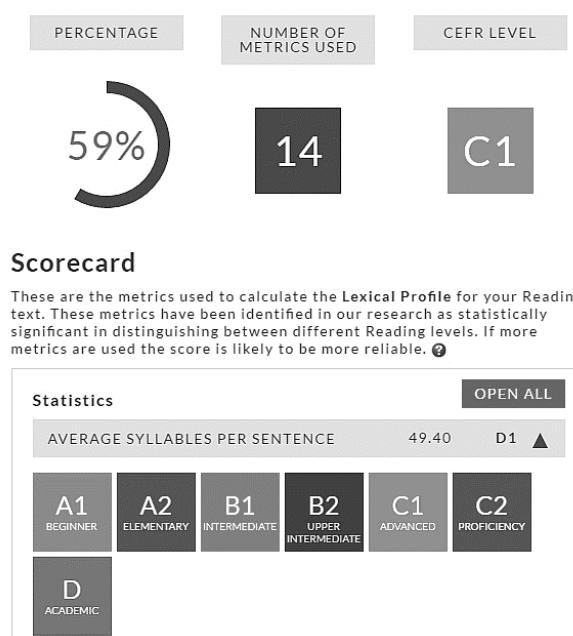 PERCENTAGE
NUMBER OF
METRICS USED
CEFR LEVEL
59%
14
C1
Scorecard
These are the metrics used to calculate the Lexical Profile for your Readin
text. These metrics have been identified in our research as statistically
significant in distinguishing between different Reading levels. If more
metrics are used the score is likely to be more reliable. ?
Statistics
OPEN ALL
AVERAGE SYLLABLES PER SENTENCE 49.40 D1 ▲
A1
BEGINNER
A2
ELEMENTARY
B1
INTERMEDIATE
B2
UPPER
INTERMEDIATE
C1
ADVANCED
C2
PROFICIENCY
D
ACADEMIC